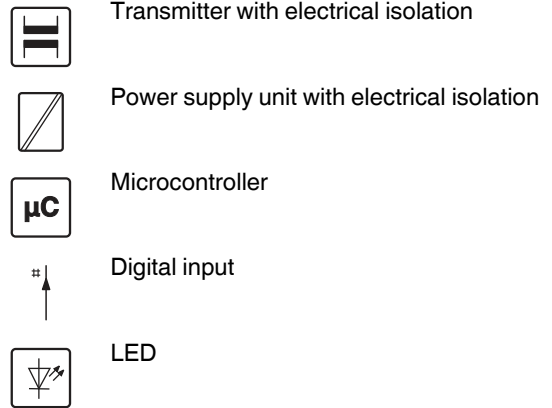 Transmitter with electrical isolation
Power supply unit with electrical isolation
µC
Microcontroller
#
Digital input
LED